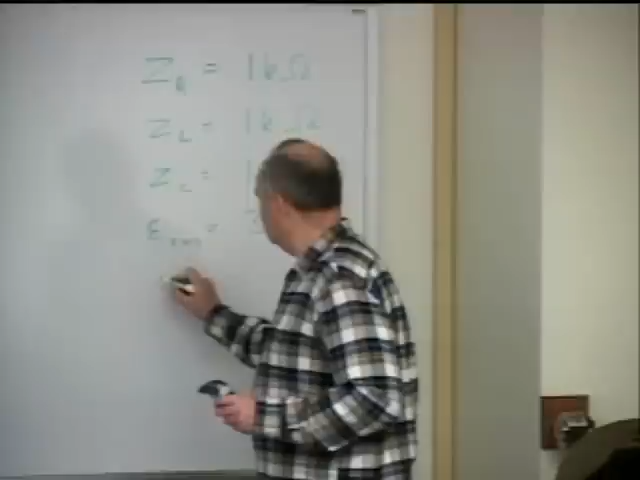 Z_R = 1kΩ
Z_L = 1kΩ
Z_C =
ε =